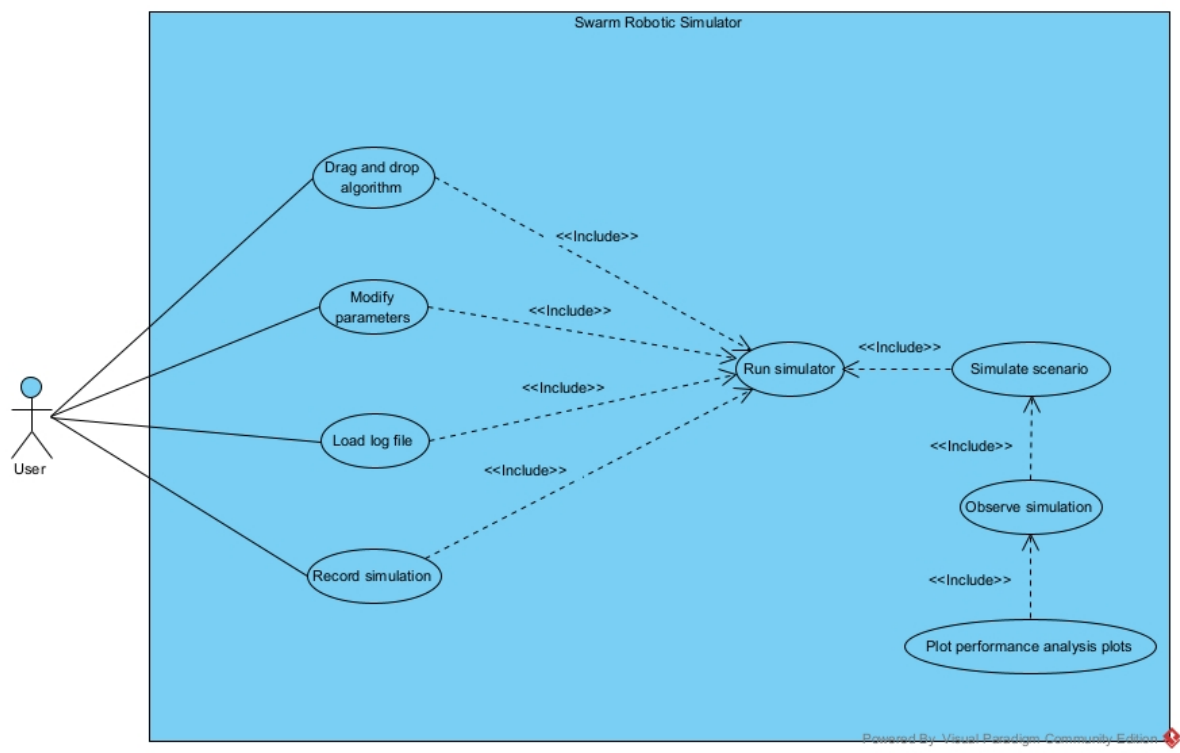 Swarm Robotic Simulator
Drag and drop
algorithm
<<Include>>
Modify
parameters
<<Include>>
<<Include>>
Run simulator
<<Include>>
Simulate scenario
User
Load log file
<<Include>>
<<Include>>
Observe simulation
Record simulation
<<Include>>
Plot performance analysis plots
Powered By Visual Paradigm Community Edition